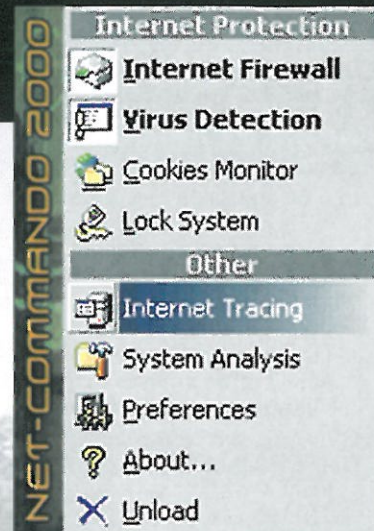 NET-COMMANDO 2000
Internet Protection
Internet Firewall
Virus Detection
Cookies Monitor
Lock System
Other
Internet Tracing
System Analysis
Preferences
About...
Unload